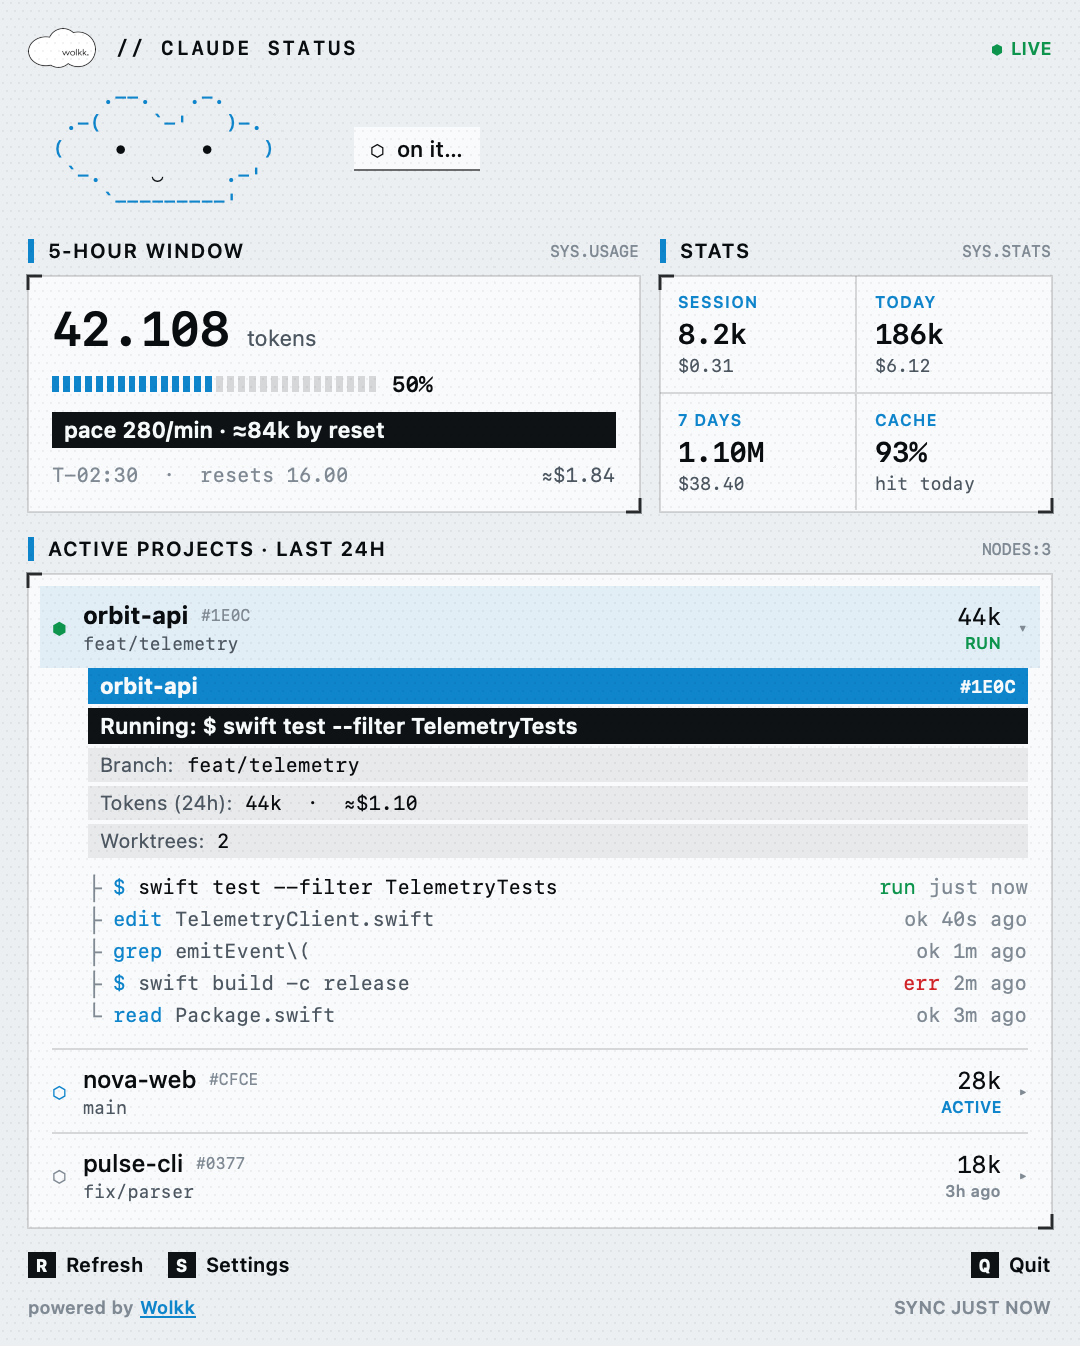 wolkk.
// CLAUDE STATUS
LIVE
on it...
5-HOUR WINDOW
SYS.USAGE
42.108 tokens
50%
pace 280/min · ≈84k by reset
T−02:30 · resets 16.00
≈$1.84
STATS
SYS.STATS
SESSION
8.2k
$0.31
TODAY
186k
$6.12
7 DAYS
1.10M
$38.40
CACHE
93%
hit today
ACTIVE PROJECTS · LAST 24H
NODES:3
orbit-api #1E0C
feat/telemetry
44k
RUN
orbit-api #1E0C
Running: $ swift test --filter TelemetryTests
Branch: feat/telemetry
Tokens (24h): 44k · ≈$1.10
Worktrees: 2
├ $ swift test --filter TelemetryTests run just now
├ edit TelemetryClient.swift ok 40s ago
├ grep emitEvent\( ok 1m ago
├ $ swift build -c release err 2m ago
└ read Package.swift ok 3m ago
nova-web #CFCE
main
28k
ACTIVE
pulse-cli #0377
fix/parser
18k
3h ago
R Refresh S Settings Q Quit
powered by Wolkk
SYNC JUST NOW